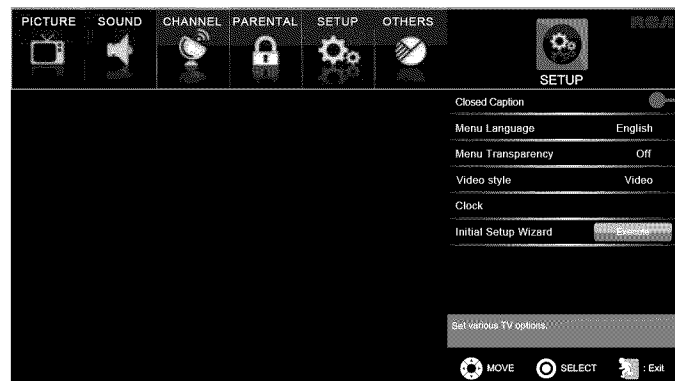 PICTURE SOUND CHANNEL PARENTAL SETUP OTHERS
RCA
SETUP
Closed Caption
Menu Language English
Menu Transparency Off
Video style Video
Clock
Initial Setup Wizard Execute
Set various TV options.
MOVE SELECT : Exit